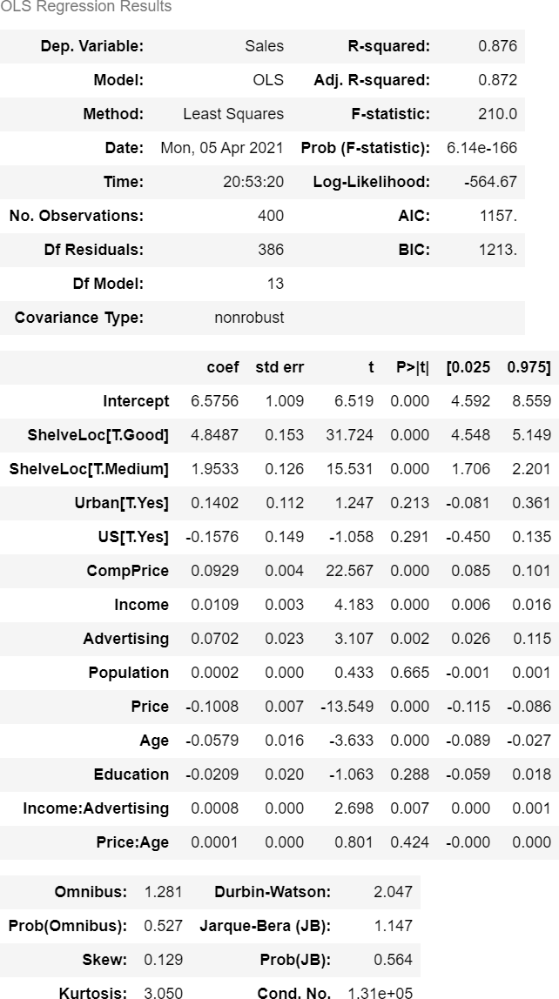 OLS Regression Results
Dep. Variable: Sales R-squared: 0.876
Model: OLS Adj. R-squared: 0.872
Method: Least Squares F-statistic: 210.0
Date: Mon, 05 Apr 2021 Prob (F-statistic): 6.14e-166
Time: 20:53:20 Log-Likelihood: -564.67
No. Observations: 400 AIC: 1157.
Df Residuals: 386 BIC: 1213.
Df Model: 13
Covariance Type: nonrobust
coef std err t P>|t| [0.025 0.975]
Intercept 6.5756 1.009 6.519 0.000 4.592 8.559
ShelveLoc[T.Good] 4.8487 0.153 31.724 0.000 4.548 5.149
ShelveLoc[T.Medium] 1.9533 0.126 15.531 0.000 1.706 2.201
Urban[T.Yes] 0.1402 0.112 1.247 0.213 -0.081 0.361
US[T.Yes] -0.1576 0.149 -1.058 0.291 -0.450 0.135
CompPrice 0.0929 0.004 22.567 0.000 0.085 0.101
Income 0.0109 0.003 4.183 0.000 0.006 0.016
Advertising 0.0702 0.023 3.107 0.002 0.026 0.115
Population 0.0002 0.000 0.433 0.665 -0.001 0.001
Price -0.1008 0.007 -13.549 0.000 -0.115 -0.086
Age -0.0579 0.016 -3.633 0.000 -0.089 -0.027
Education -0.0209 0.020 -1.063 0.288 -0.059 0.018
Income:Advertising 0.0008 0.000 2.698 0.007 0.000 0.001
Price:Age 0.0001 0.000 0.801 0.424 -0.000 0.000
Omnibus: 1.281 Durbin-Watson: 2.047
Prob(Omnibus): 0.527 Jarque-Bera (JB): 1.147
Skew: 0.129 Prob(JB): 0.564
Kurtosis: 3.050 Cond. No. 1.31e+05